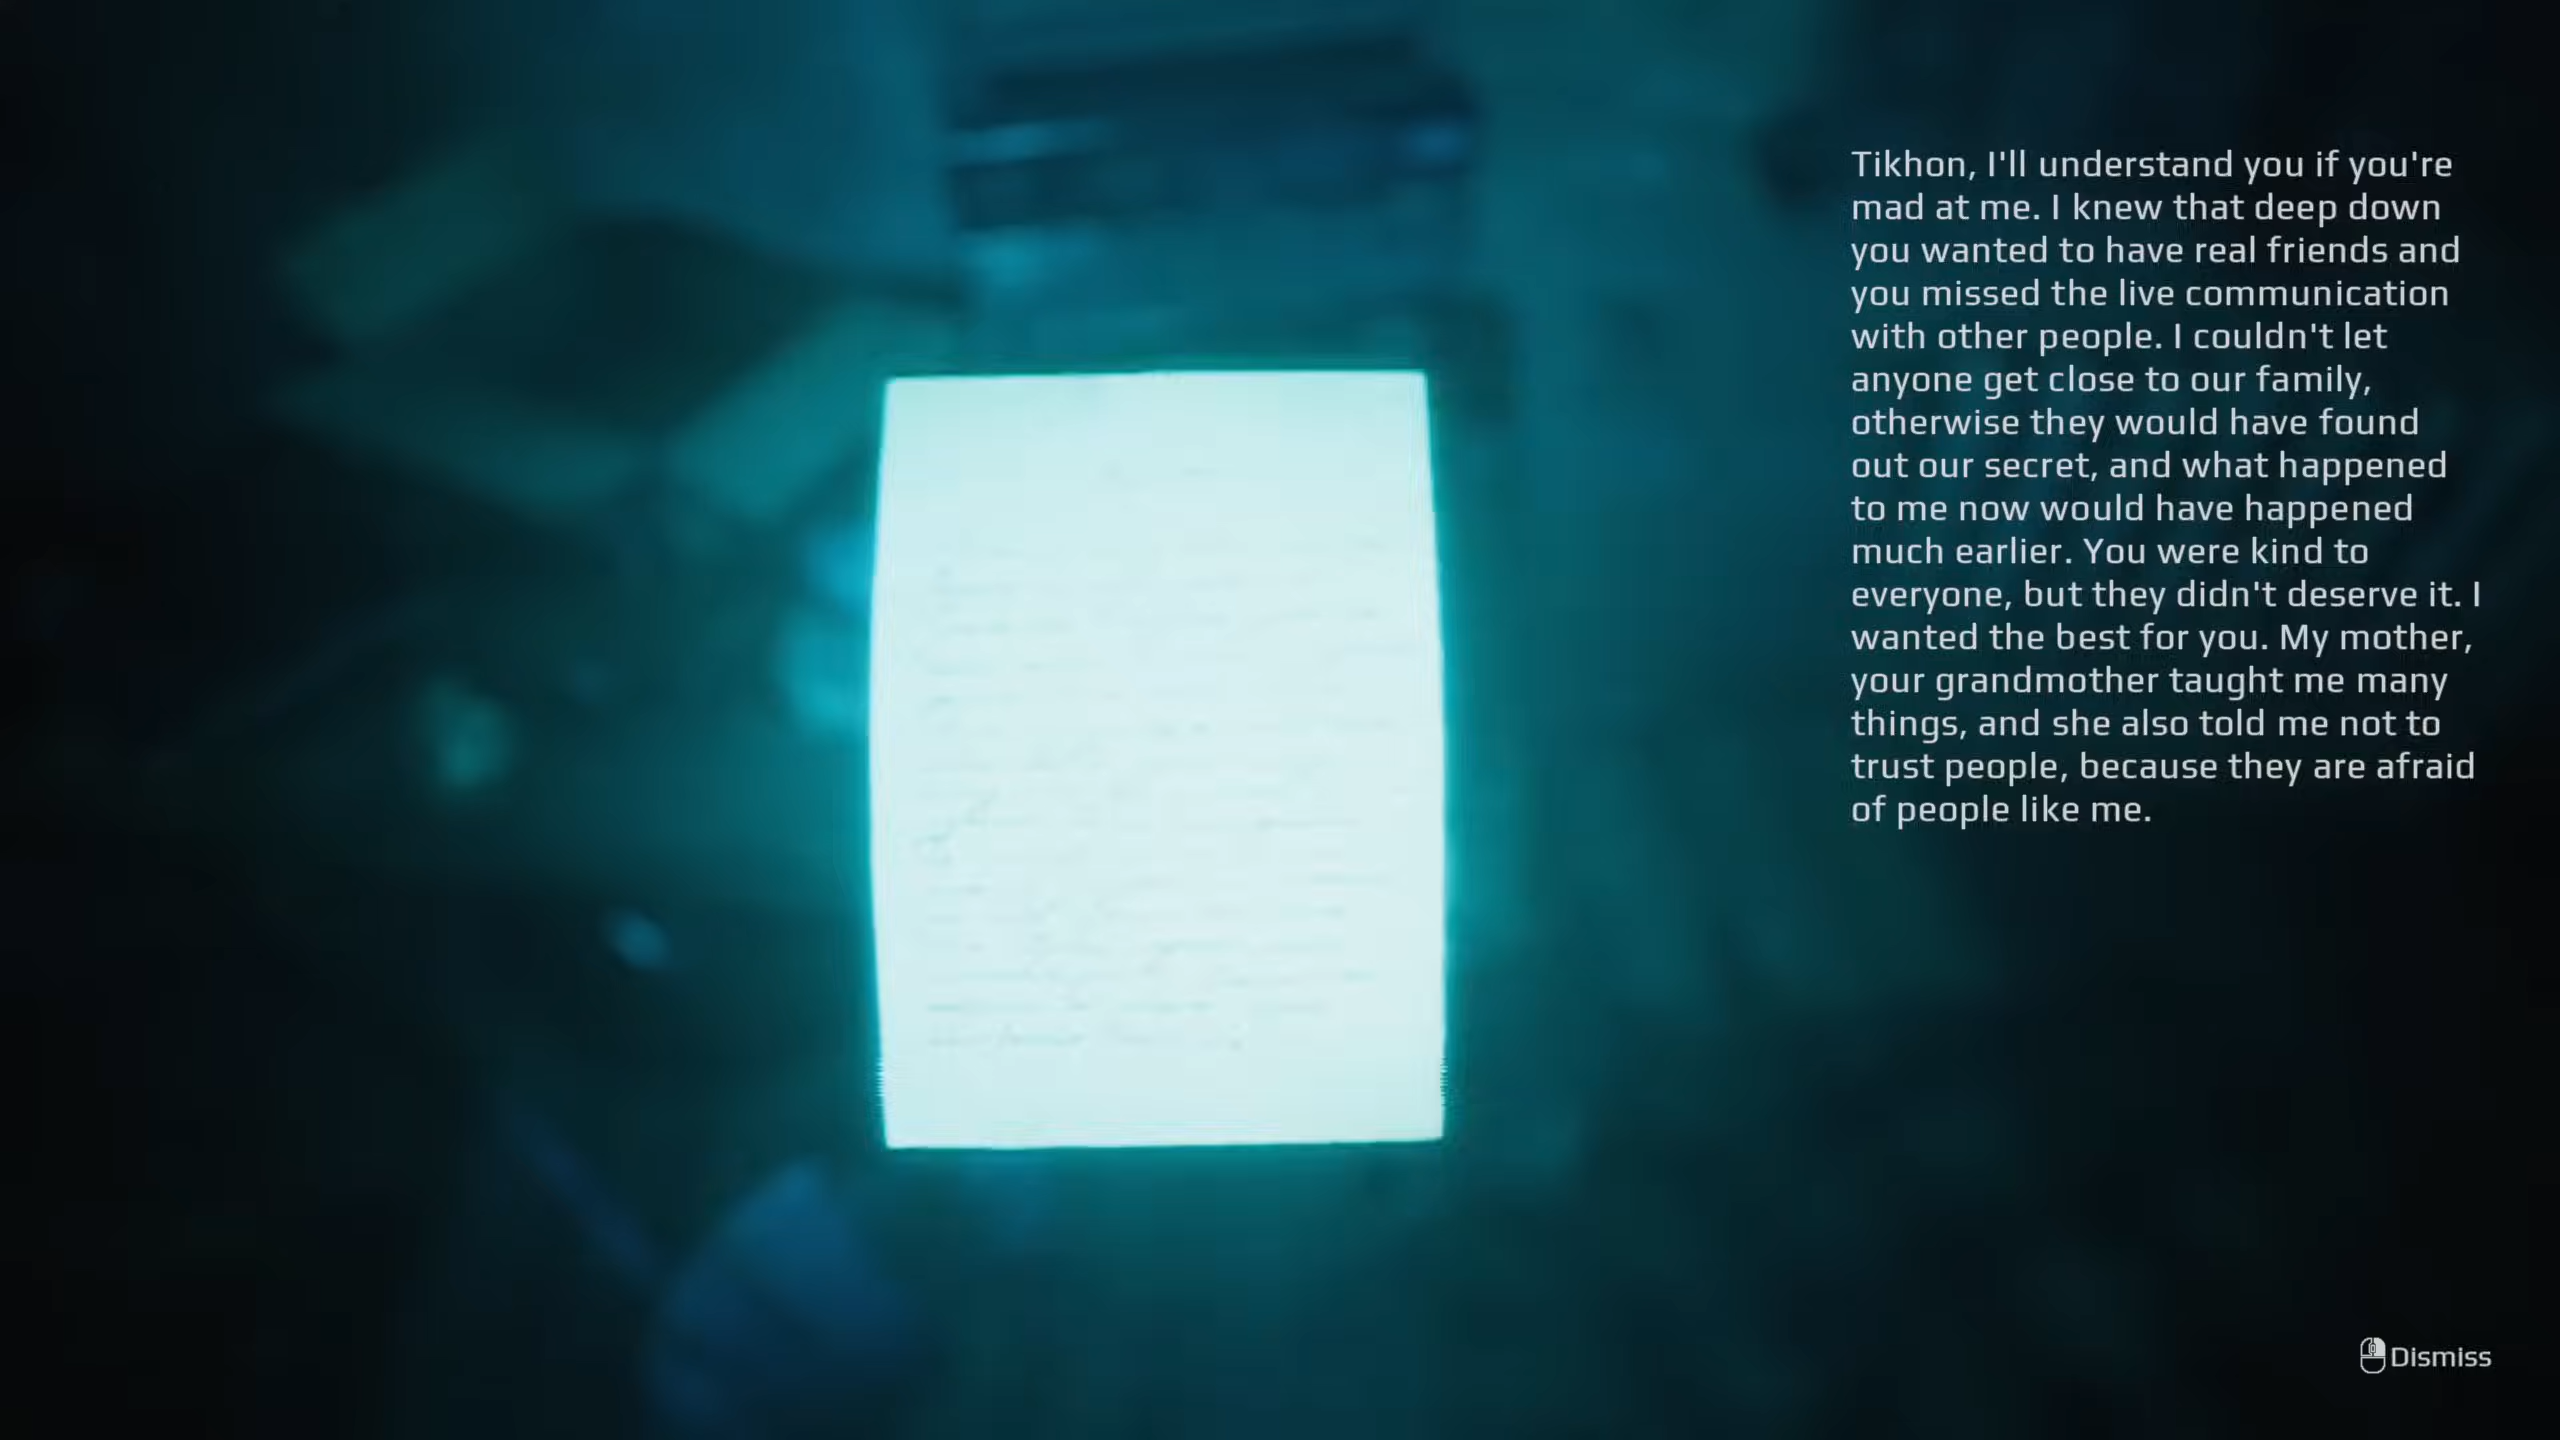 Tikhon, I'll understand you if you're
mad at me. I knew that deep down
you wanted to have real friends and
you missed the live communication
with other people. I couldn't let
anyone get close to our family,
otherwise they would have found
out our secret, and what happened
to me now would have happened
much earlier. You were kind to
everyone, but they didn't deserve it. I
wanted the best for you. My mother,
your grandmother taught me many
things, and she also told me not to
trust people, because they are afraid
of people like me.
Dismiss